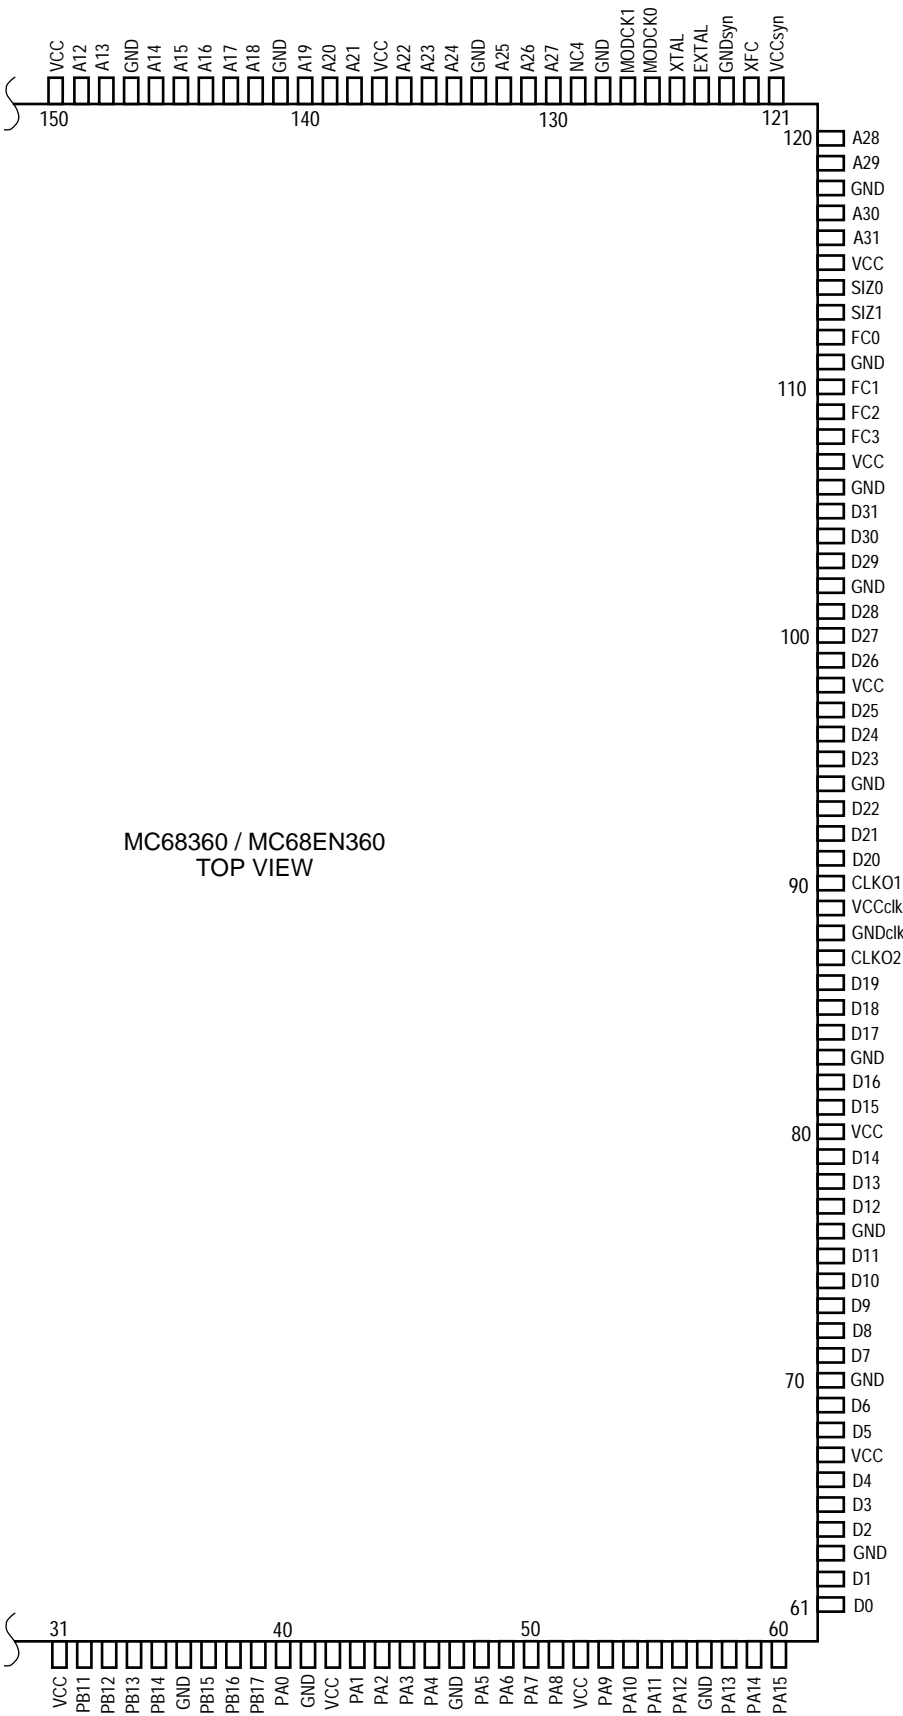 VCC
A12
A13
GND
A14
A15
A16
A17
A18
GND
A19
A20
A21
VCC
A22
A23
A24
GND
A25
A26
A27
NC4
GND
MODCK1
MODCK0
XTAL
EXTAL
GNDsyn
XFC
VCCsyn
150
140
130
121
120
A28
A29
GND
A30
A31
VCC
SIZ0
SIZ1
FC0
GND
110
FC1
FC2
FC3
VCC
GND
D31
D30
D29
GND
D28
100
D27
D26
VCC
D25
D24
D23
GND
D22
D21
D20
MC68360 / MC68EN360
TOP VIEW
90
CLKO1
VCCclk
GNDclk
CLKO2
D19
D18
D17
GND
D16
D15
80
VCC
D14
D13
D12
GND
D11
D10
D9
D8
D7
70
GND
D6
D5
VCC
D4
D3
D2
GND
D1
61
D0
31
40
50
60
VCC
PB11
PB12
PB13
PB14
GND
PB15
PB16
PB17
PA0
GND
VCC
PA1
PA2
PA3
PA4
GND
PA5
PA6
PA7
PA8
VCC
PA9
PA10
PA11
PA12
GND
PA13
PA14
PA15